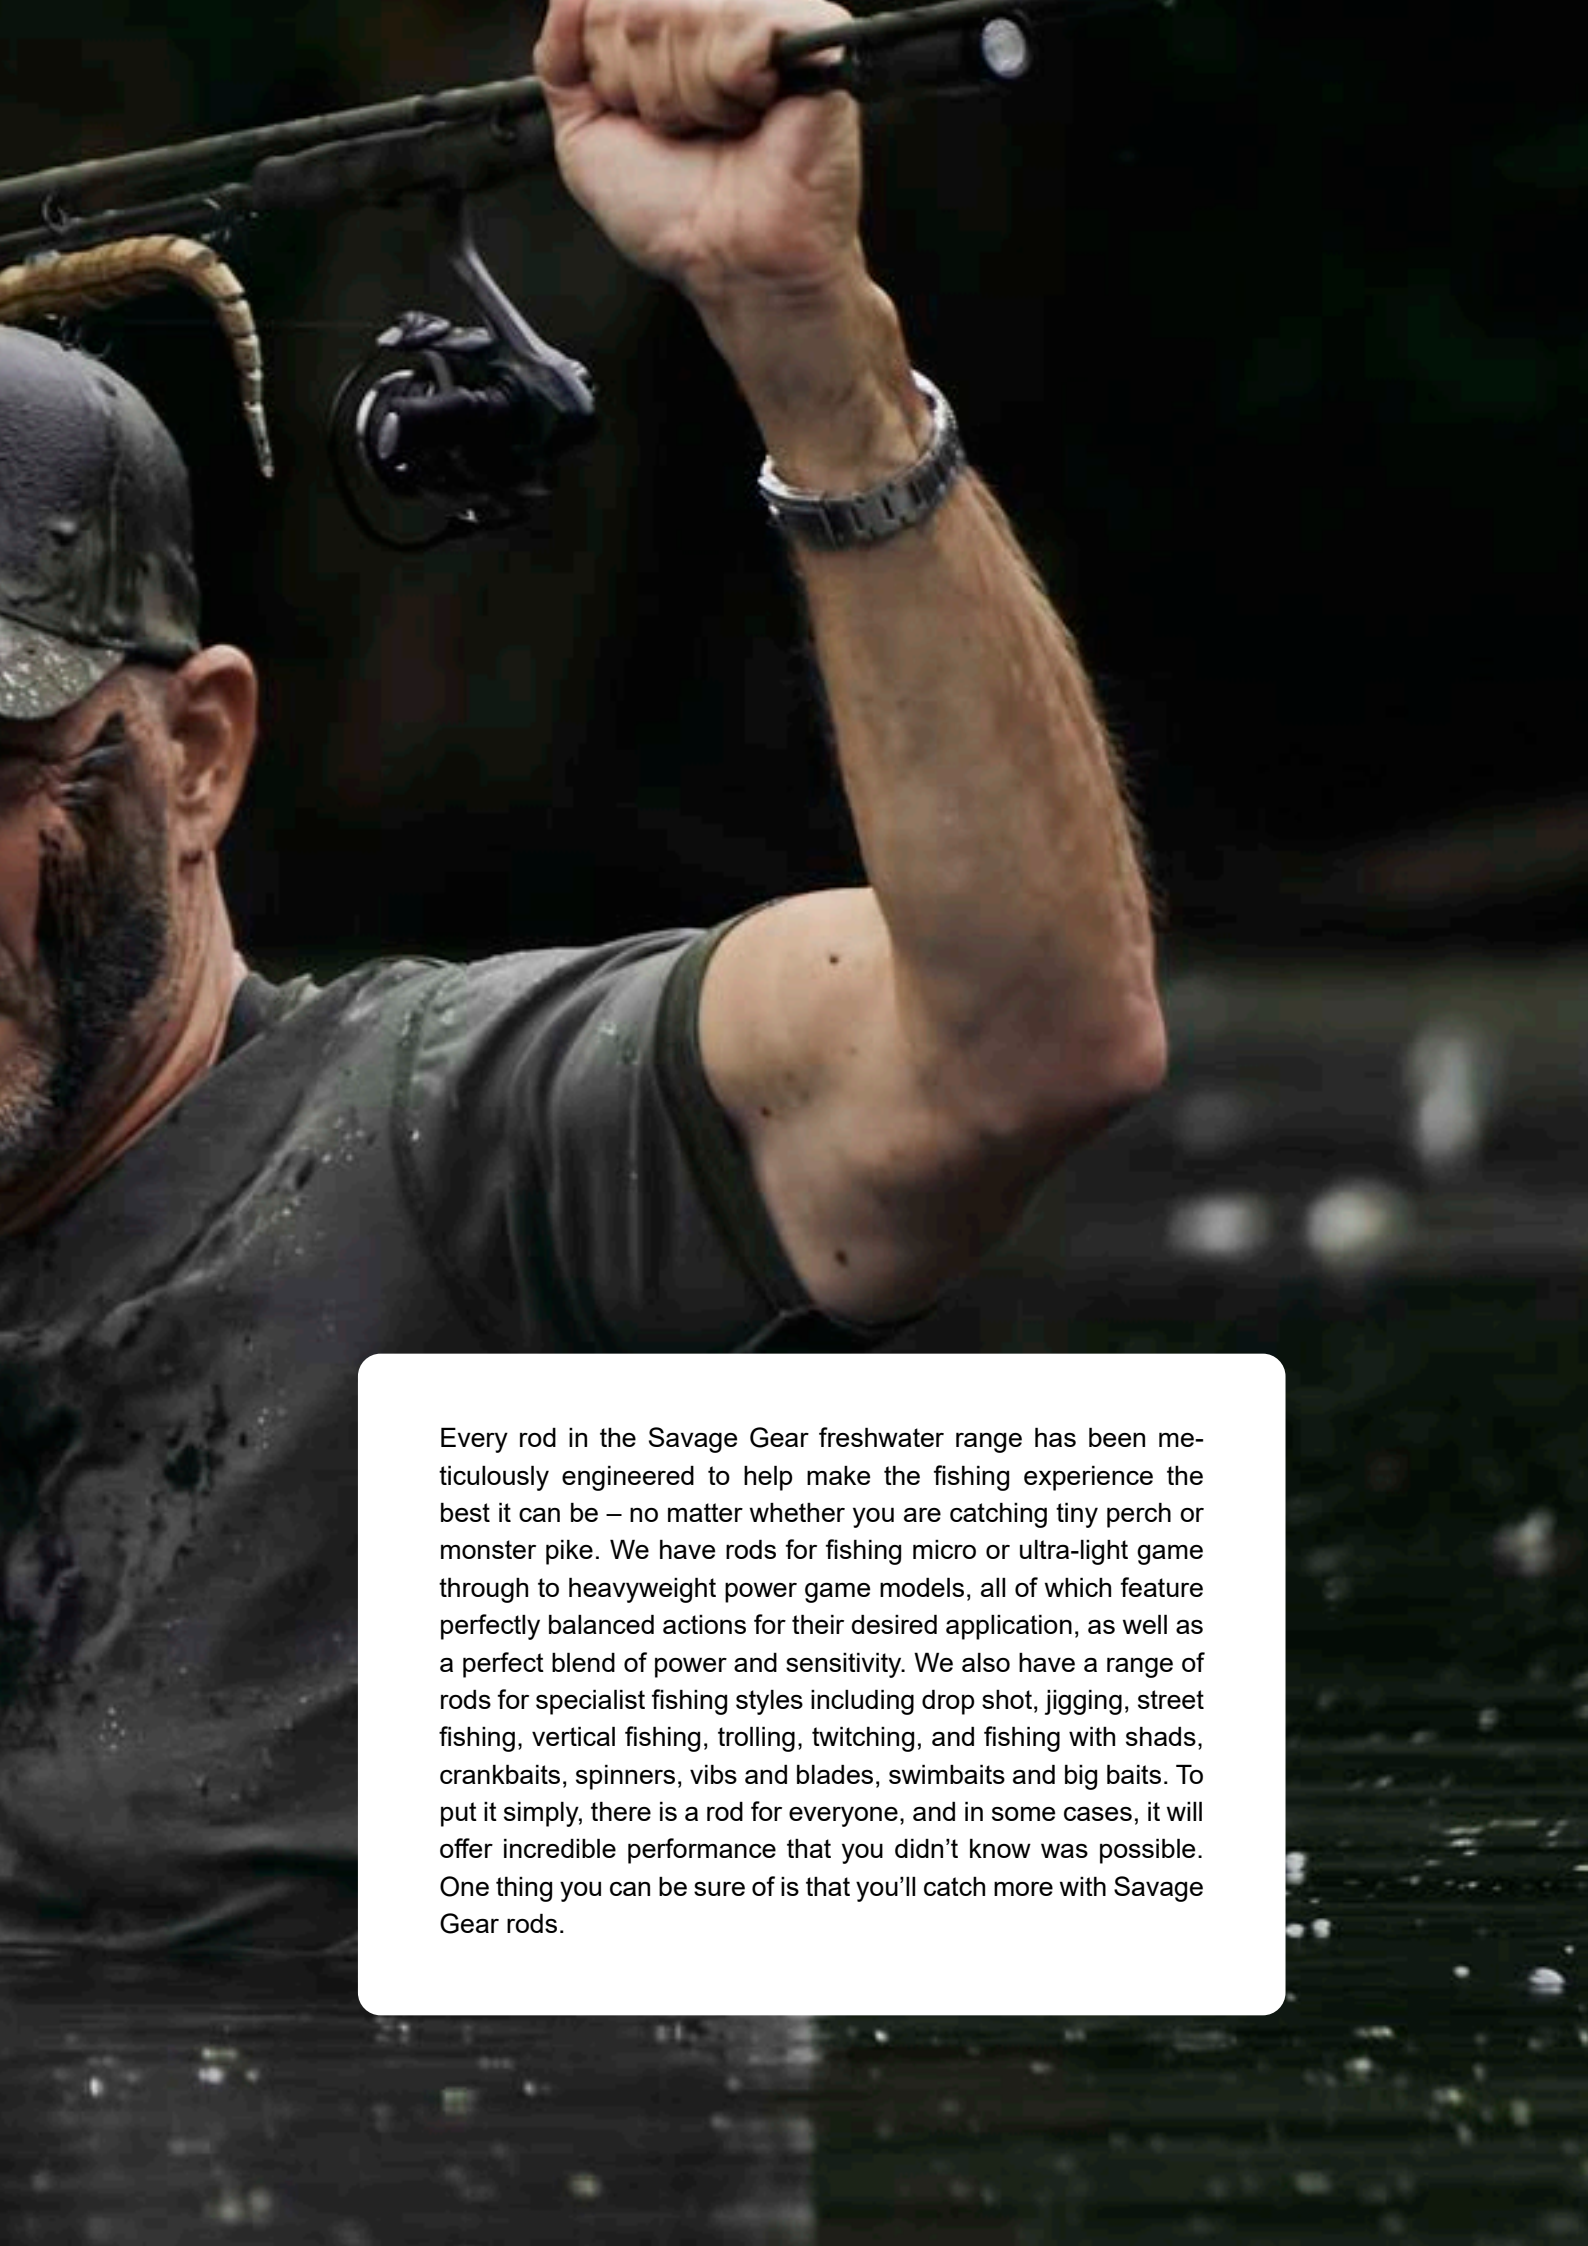 Every rod in the Savage Gear freshwater range has been me-
ticulously engineered to help make the fishing experience the
best it can be – no matter whether you are catching tiny perch or
monster pike. We have rods for fishing micro or ultra-light game
through to heavyweight power game models, all of which feature
perfectly balanced actions for their desired application, as well as
a perfect blend of power and sensitivity. We also have a range of
rods for specialist fishing styles including drop shot, jigging, street
fishing, vertical fishing, trolling, twitching, and fishing with shads,
crankbaits, spinners, vibs and blades, swimbaits and big baits. To
put it simply, there is a rod for everyone, and in some cases, it will
offer incredible performance that you didn’t know was possible.
One thing you can be sure of is that you’ll catch more with Savage
Gear rods.